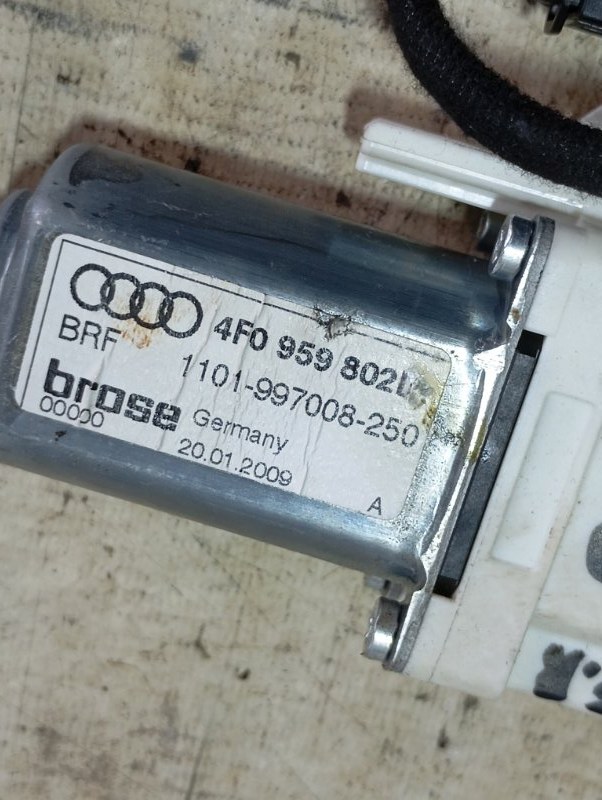 4F0 959 802D
BRF
1101-997008-250
brose
Germany
00000
20.01.2009
A